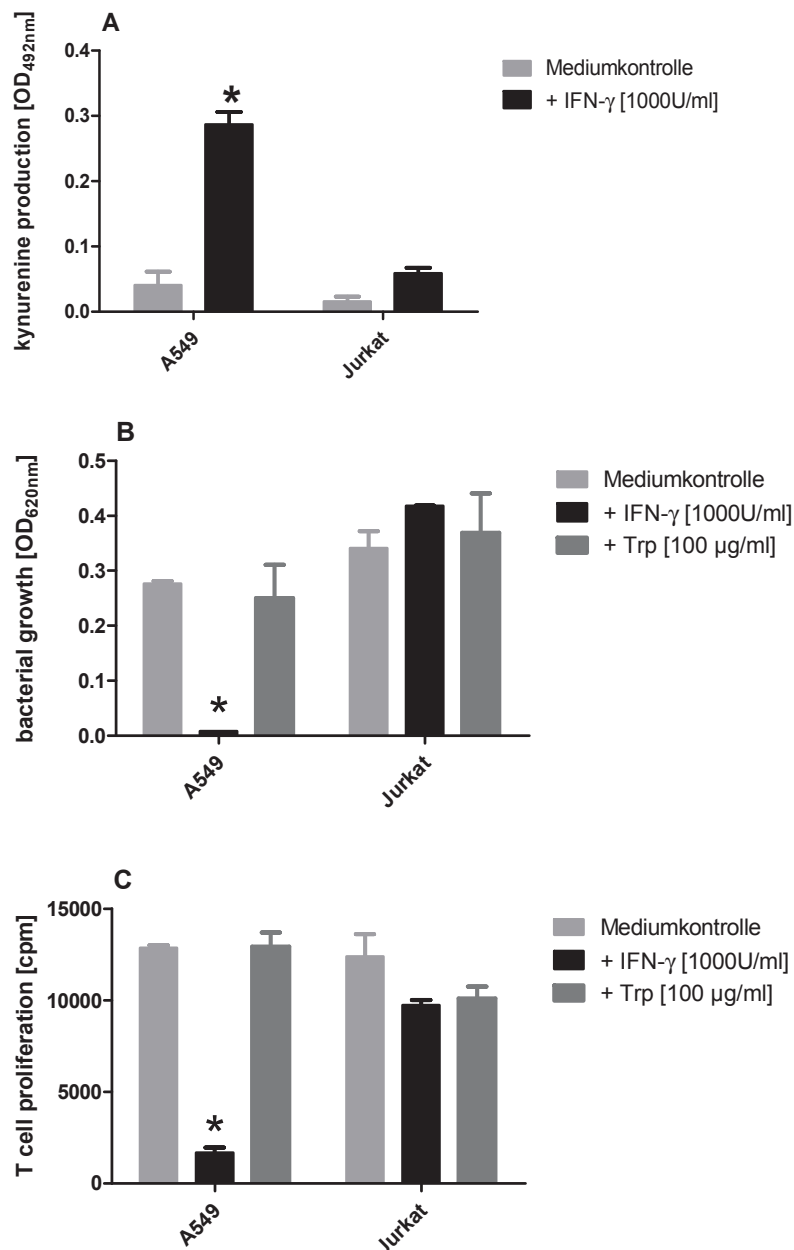 A
kynurenine production [OD492nm]
0.4
0.3
0.2
0.1
0.0
*
A549
Jurkat
Mediumkontrolle
+ IFN-γ [1000U/ml]
B
bacterial growth [OD620nm]
0.5
0.4
0.3
0.2
0.1
0.0
*
A549
Jurkat
Mediumkontrolle
+ IFN-γ [1000U/ml]
+ Trp [100 µg/ml]
C
T cell proliferation [cpm]
15000
10000
5000
0
*
A549
Jurkat
Mediumkontrolle
+ IFN-γ [1000U/ml]
+ Trp [100 µg/ml]